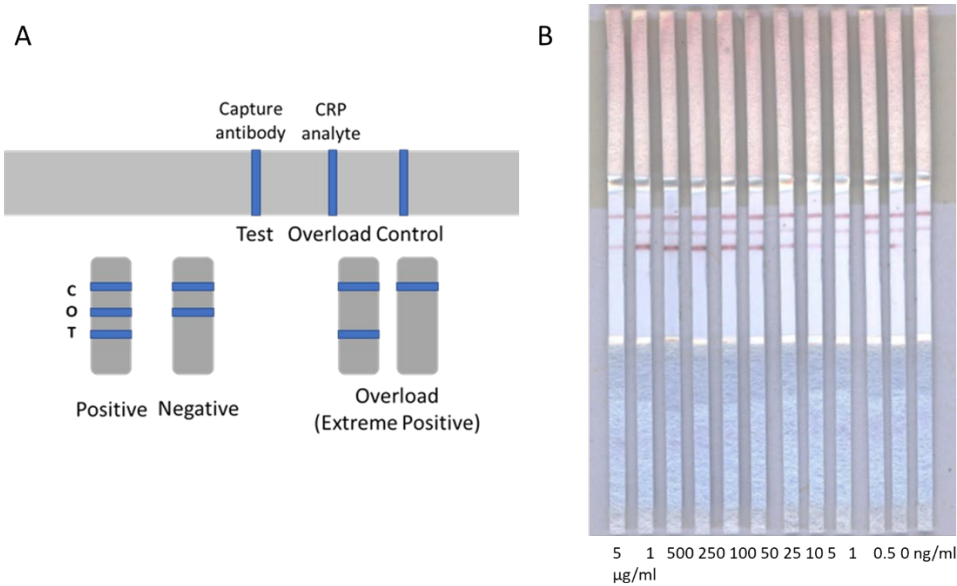 A
B
Capture antibody
CRP analyte
Test Overload Control
C
O
T
Positive Negative
Overload
(Extreme Positive)
5 1 500 250 100 50 25 10 5 1 0.5 0 ng/ml
µg/ml